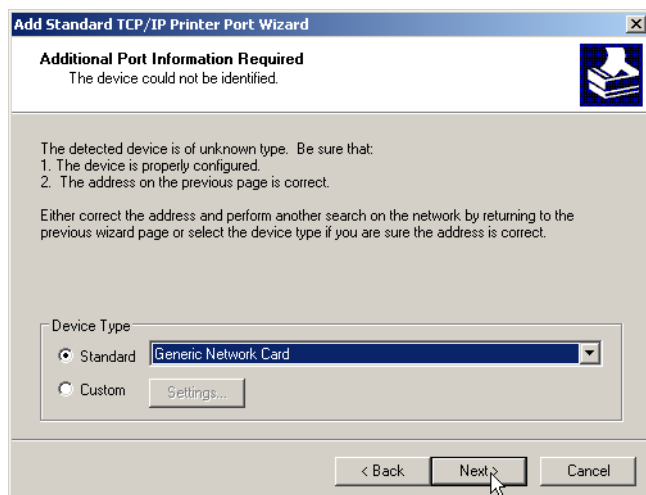 Add Standard TCP/IP Printer Port Wizard
Additional Port Information Required
The device could not be identified.
The detected device is of unknown type.  Be sure that:
1. The device is properly configured.
2.  The address on the previous page is correct.
Either correct the address and perform another search on the network by returning to the
previous wizard page or select the device type if you are sure the address is correct.
Device Type
Standard
Generic Network Card
Custom
Settings...
< Back
Next >
Cancel